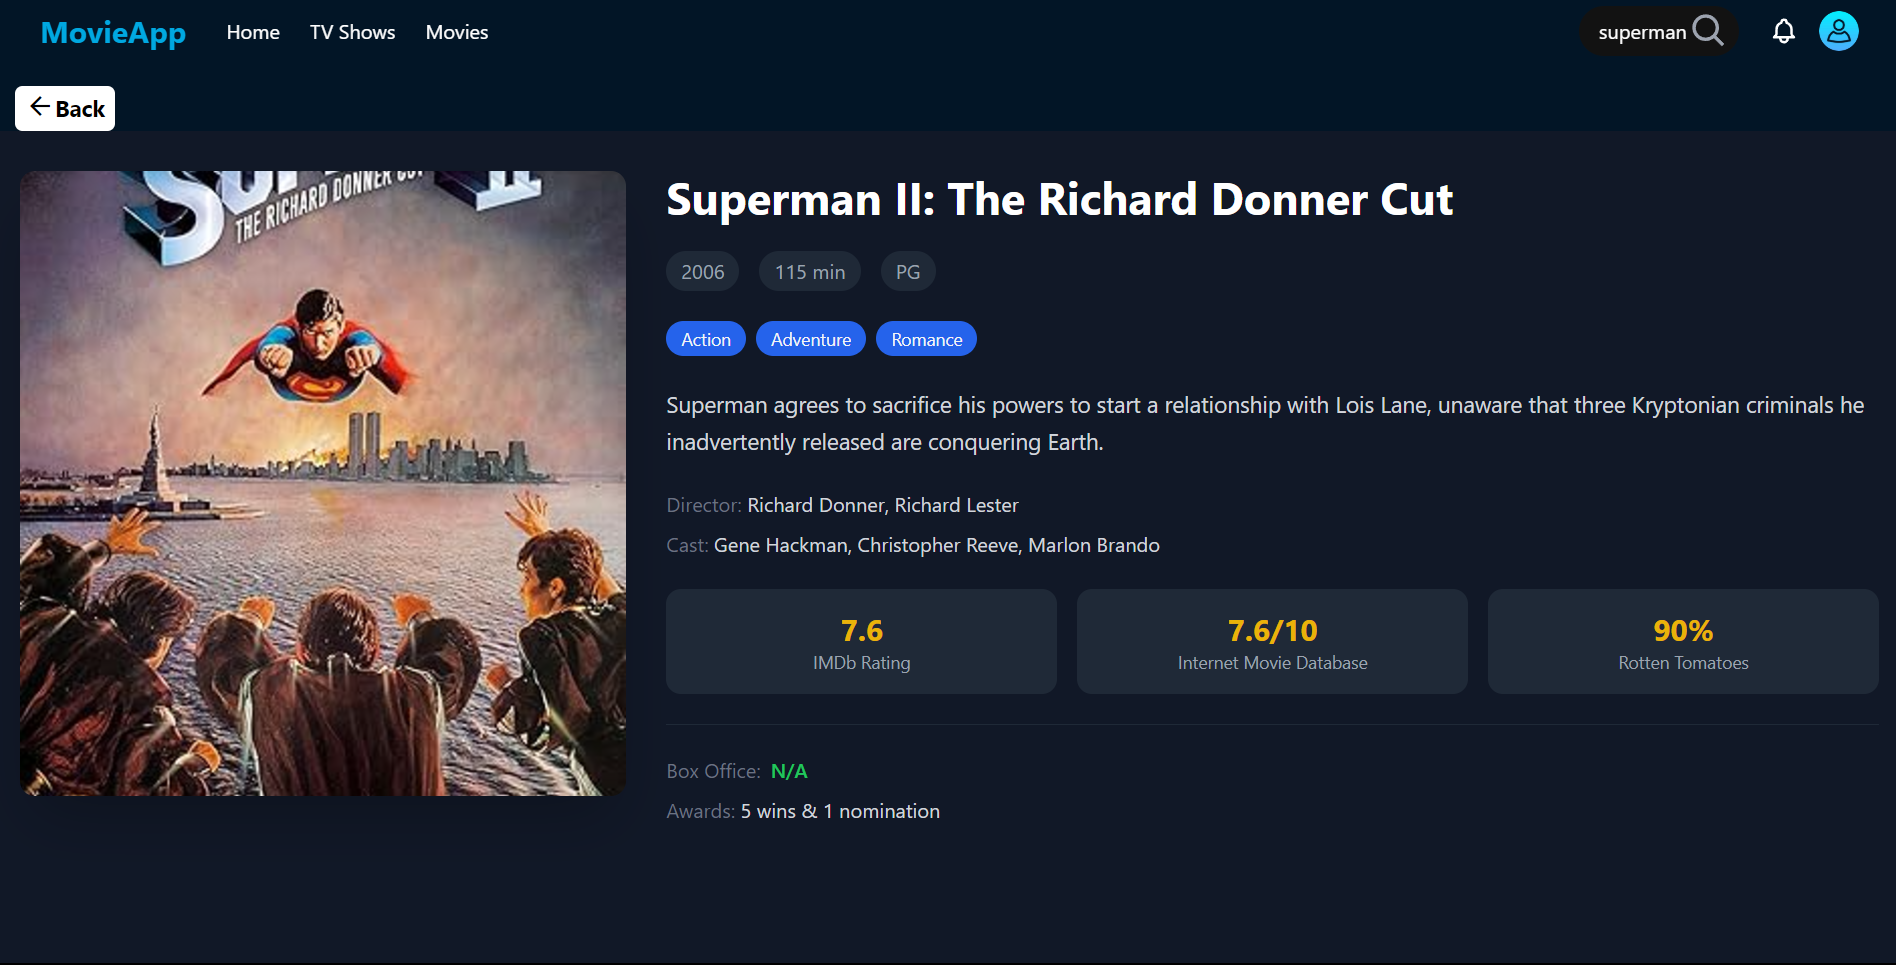 MovieApp Home TV Shows Movies superman
Back
THE RICHARD DONNER CUT
II
Superman II: The Richard Donner Cut
2006 115 min PG
Action Adventure Romance
Superman agrees to sacrifice his powers to start a relationship with Lois Lane, unaware that three Kryptonian criminals he
inadvertently released are conquering Earth.
Director: Richard Donner, Richard Lester
Cast: Gene Hackman, Christopher Reeve, Marlon Brando
7.6 7.6/10 90%
IMDb Rating Internet Movie Database Rotten Tomatoes
Box Office: N/A
Awards: 5 wins & 1 nomination